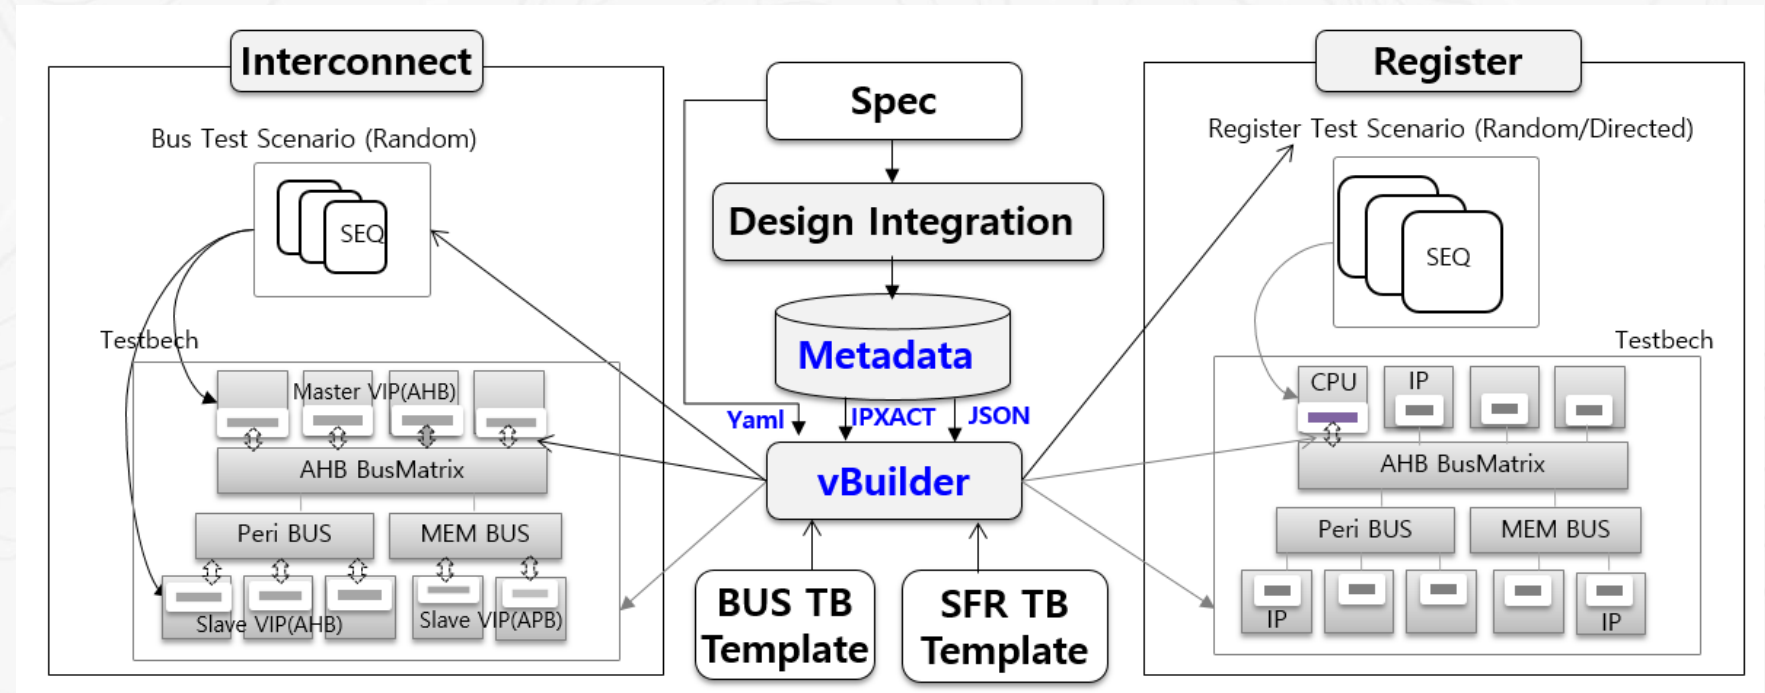 Interconnect
Bus Test Scenario (Random)
SEQ
Testbech
Master VIP(AHB)
AHB BusMatrix
Peri BUS
MEM BUS
Slave VIP(AHB)
Slave VIP(APB)
Spec
Design Integration
Metadata
Yaml
IPXACT
JSON
vBuilder
BUS TB
Template
SFR TB
Template
Register
Register Test Scenario (Random/Directed)
SEQ
Testbech
CPU
IP
AHB BusMatrix
Peri BUS
MEM BUS
IP
IP